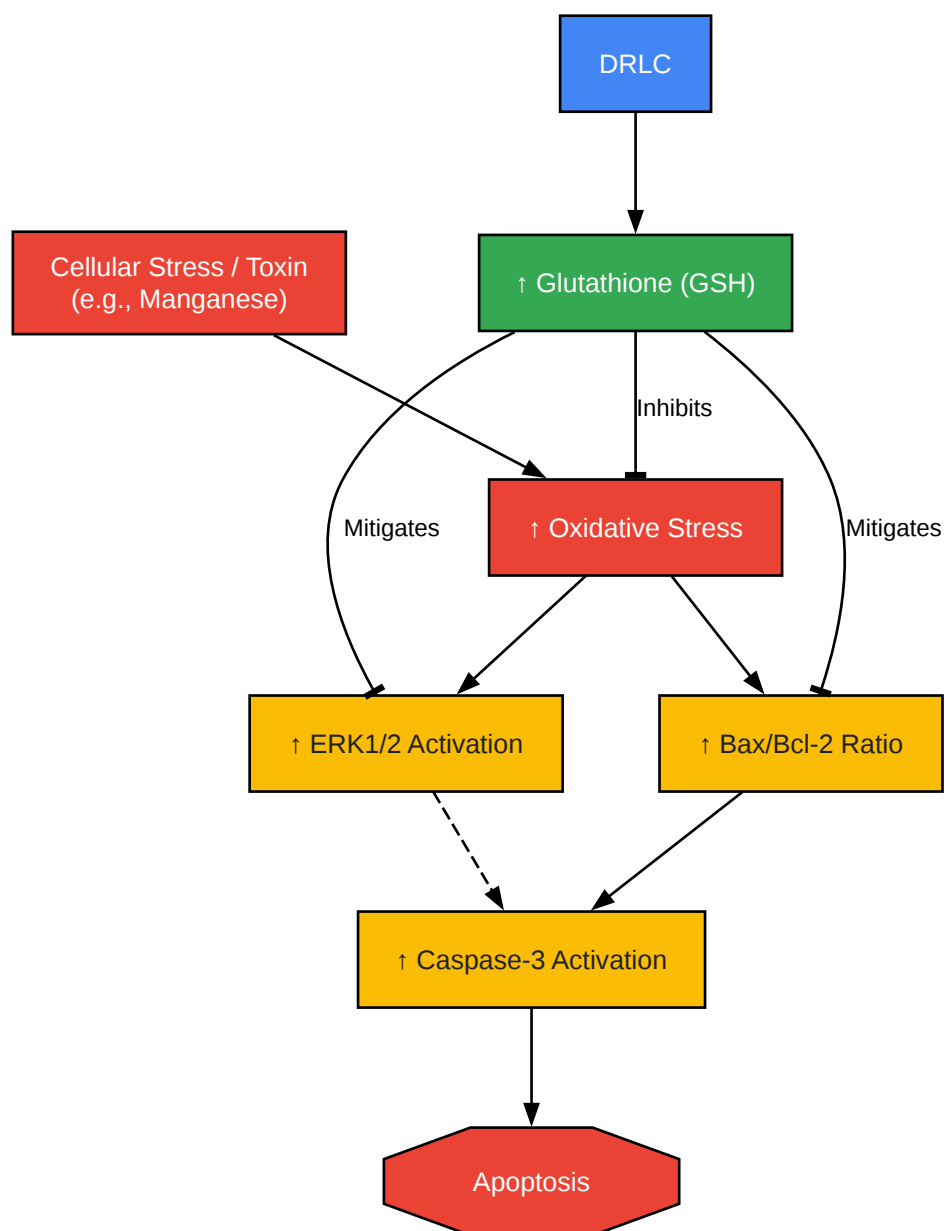 DRLC
Cellular Stress / Toxin
(e.g., Manganese)
↑ Glutathione (GSH)
Inhibits
Mitigates
Mitigates
↑ Oxidative Stress
↑ ERK1/2 Activation
↑ Bax/Bcl-2 Ratio
↑ Caspase-3 Activation
Apoptosis